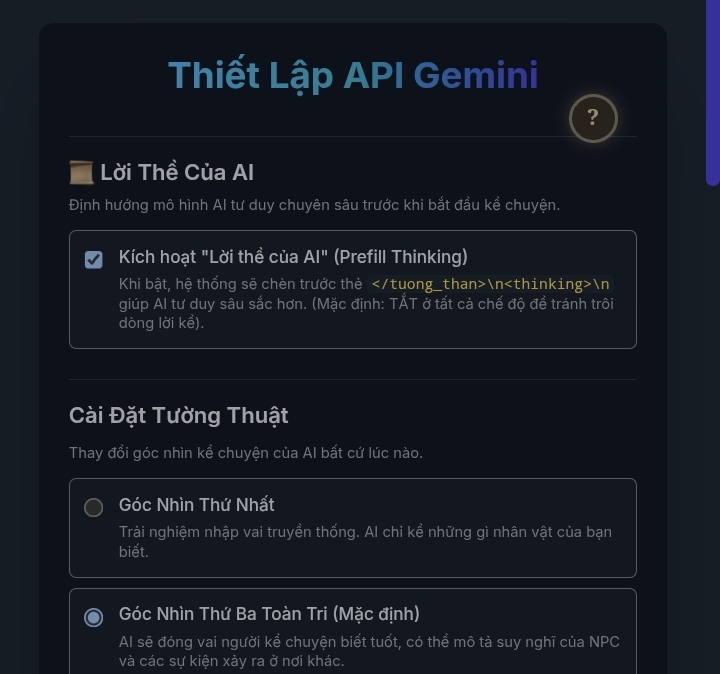 Thiết Lập API Gemini
?
Lời Thề Của AI
Định hướng mô hình AI tư duy chuyên sâu trước khi bắt đầu kể chuyện.
Kích hoạt "Lời thề của AI" (Prefill Thinking)
Khi bật, hệ thống sẽ chèn trước thẻ </tuong_than>\n<thinking>\n
giúp AI tư duy sâu sắc hơn. (Mặc định: TẮT ở tất cả chế độ để tránh trôi
dòng lời kể).
Cài Đặt Tường Thuật
Thay đổi góc nhìn kể chuyện của AI bất cứ lúc nào.
Góc Nhìn Thứ Nhất
Trải nghiệm nhập vai truyền thống. AI chỉ kể những gì nhân vật của bạn
biết.
Góc Nhìn Thứ Ba Toàn Tri (Mặc định)
AI sẽ đóng vai người kể chuyện biết tuốt, có thể mô tả suy nghĩ của NPC
và các sự kiện xảy ra ở nơi khác.